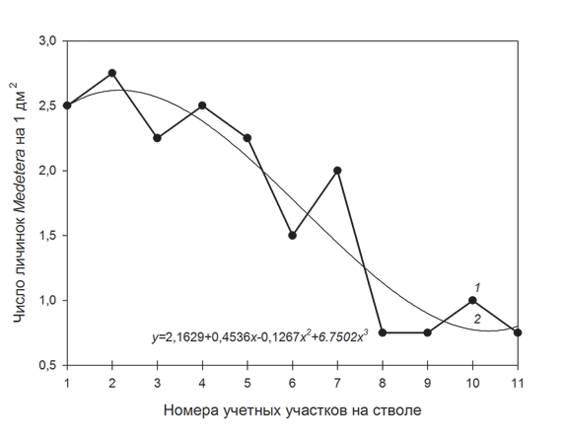 3,0
2,5
2,0
1,5
1,0
0,5
Число личинок Medetera на 1 дм²
1
2
y=2,1629+0,4536x-0,1267x²+6.7502x³
1 2 3 4 5 6 7 8 9 10 11
Номера учетных участков на стволе